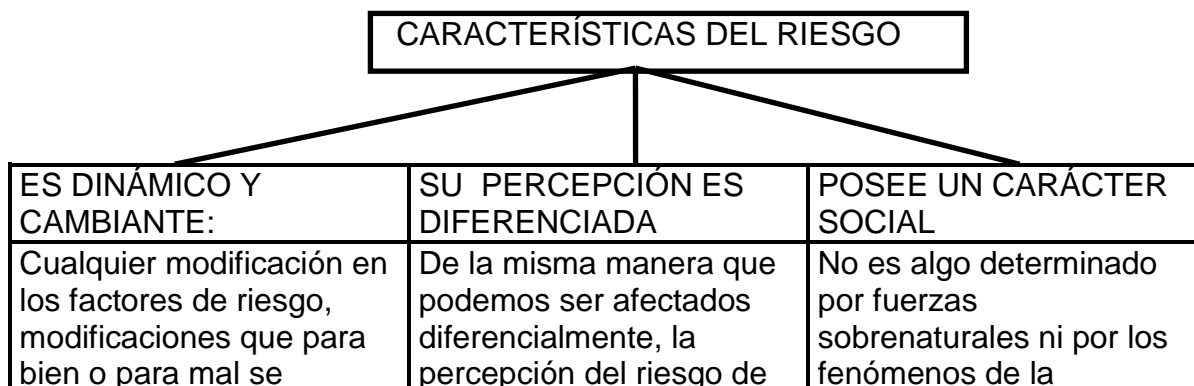 CARACTERÍSTICAS DEL RIESGO
ES DINÁMICO Y
CAMBIANTE:
Cualquier modificación en
los factores de riesgo,
modificaciones que para
bien o para mal se
SU PERCEPCIÓN ES
DIFERENCIADA
De la misma manera que
podemos ser afectados
diferencialmente, la
percepción del riesgo de
POSEE UN CARÁCTER
SOCIAL
No es algo determinado
por fuerzas
sobrenaturales ni por los
fenómenos de la